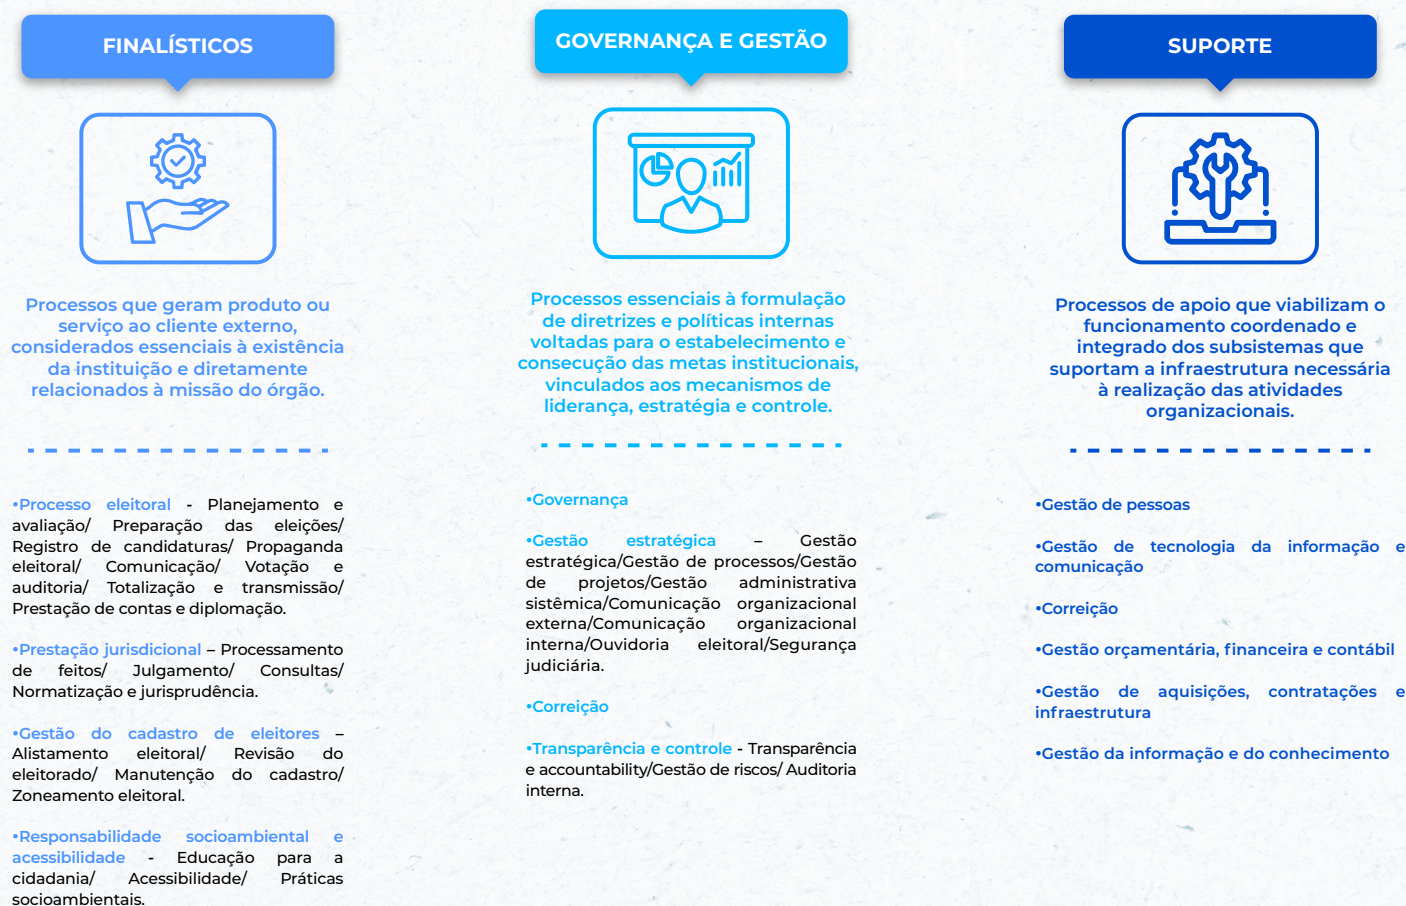 FINALÍSTICOS
Processos que geram produto ou
serviço ao cliente externo,
considerados essenciais à existência
da instituição e diretamente
relacionados à missão do órgão.
•Processo eleitoral - Planejamento e
avaliação/ Preparação das eleições/
Registro de candidaturas/ Propaganda
eleitoral/ Comunicação/ Votação e
auditoria/ Totalização e transmissão/
Prestação de contas e diplomação.
•Prestação jurisdicional – Processamento
de feitos/ Julgamento/ Consultas/
Normatização e jurisprudência.
•Gestão do cadastro de eleitores –
Alistamento eleitoral/ Revisão do
eleitorado/ Manutenção do cadastro/
Zoneamento eleitoral.
•Responsabilidade socioambiental e
acessibilidade - Educação para a
cidadania/ Acessibilidade/ Práticas
socioambientais.
GOVERNANÇA E GESTÃO
Processos essenciais à formulação
de diretrizes e políticas internas
voltadas para o estabelecimento e
consecução das metas institucionais,
vinculados aos mecanismos de
liderança, estratégia e controle.
•Governança
•Gestão estratégica – Gestão
estratégica/Gestão de processos/Gestão
de projetos/Gestão administrativa
sistêmica/Comunicação organizacional
externa/Comunicação organizacional
interna/Ouvidoria eleitoral/Segurança
judiciária.
•Correição
•Transparência e controle - Transparência
e accountability/Gestão de riscos/ Auditoria
interna.
SUPORTE
Processos de apoio que viabilizam o
funcionamento coordenado e
integrado dos subsistemas que
suportam a infraestrutura necessária
à realização das atividades
organizacionais.
•Gestão de pessoas
•Gestão de tecnologia da informação e
comunicação
•Correição
•Gestão orçamentária, financeira e contábil
•Gestão de aquisições, contratações e
infraestrutura
•Gestão da informação e do conhecimento